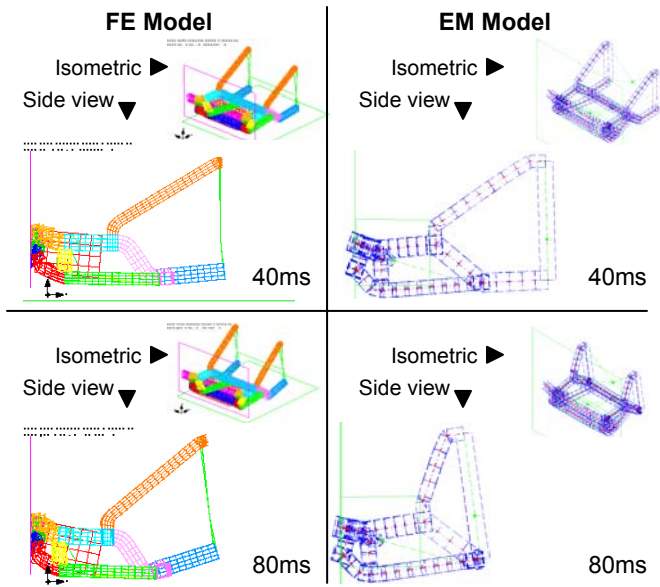 FE Model
EM Model
Isometric ►
Side view ▼
40ms
Isometric ►
Side view ▼
40ms
Isometric ►
Side view ▼
80ms
Isometric ►
Side view ▼
80ms